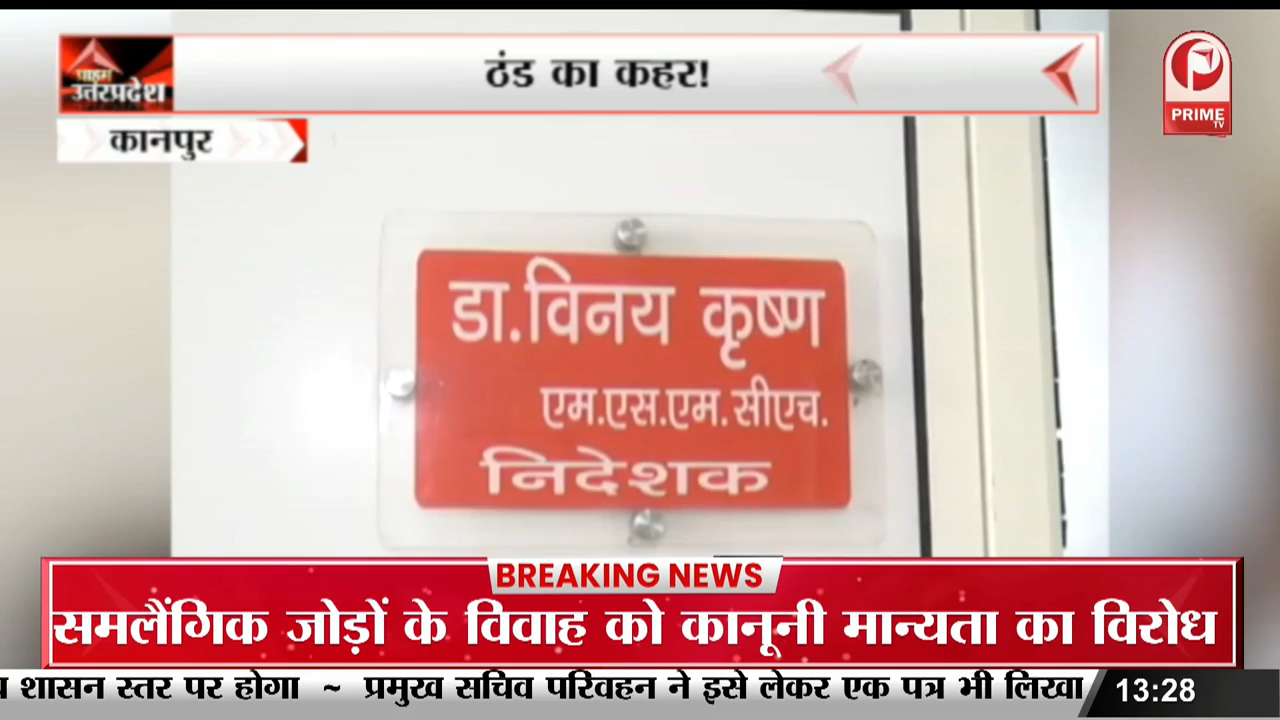 प्राइम
उत्तरप्रदेश
ठंड का कहर!
PRIME
TV
कानपुर
डा.विनय कृष्ण
एम.एस.एम.सीएच.
निदेशक
BREAKING NEWS
समलैंगिक जोड़ों के विवाह को कानूनी मान्यता का विरोध
शासन स्तर पर होगा ~ प्रमुख सचिव परिवहन ने इसे लेकर एक पत्र भी लिखा
13:28